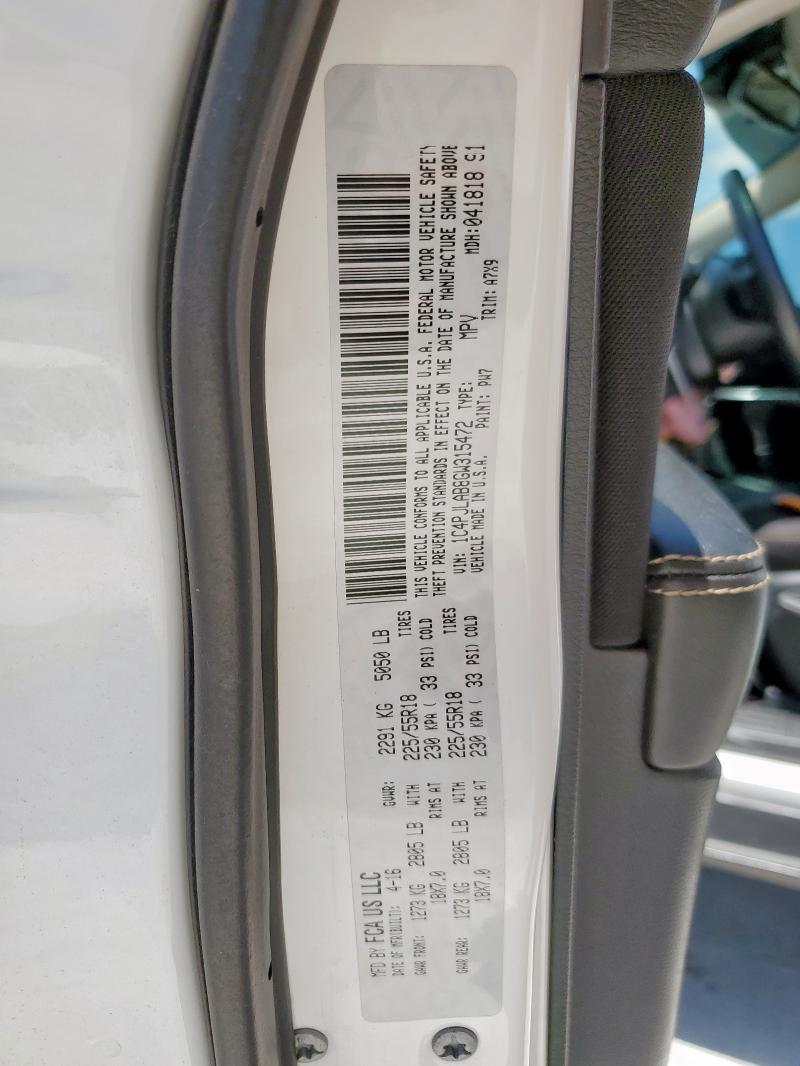 MFD BY FCA US LLC
DATE OF MFR(BUILT): 4-16 GVWR: 2291 KG 5050 LB
GAWR FRONT: 1273 KG 2805 LB WITH 225/55R18 TIRES
18X7.0 RIMS AT 230 KPA ( 33 PSI) COLD
GAWR REAR: 1273 KG 2805 LB WITH 225/55R18 TIRES
18X7.0 RIMS AT 230 KPA ( 33 PSI) COLD
THIS VEHICLE CONFORMS TO ALL APPLICABLE U.S.A. FEDERAL MOTOR VEHICLE SAFETY
THEFT PREVENTION STANDARDS IN EFFECT ON THE DATE OF MANUFACTURE SHOWN ABOVE
VIN: 1C4PJLAB8GW315472 TYPE: MPV MDH: 041818 91
VEHICLE MADE IN U.S.A. PAINT: PW7 TRIM: A7X9